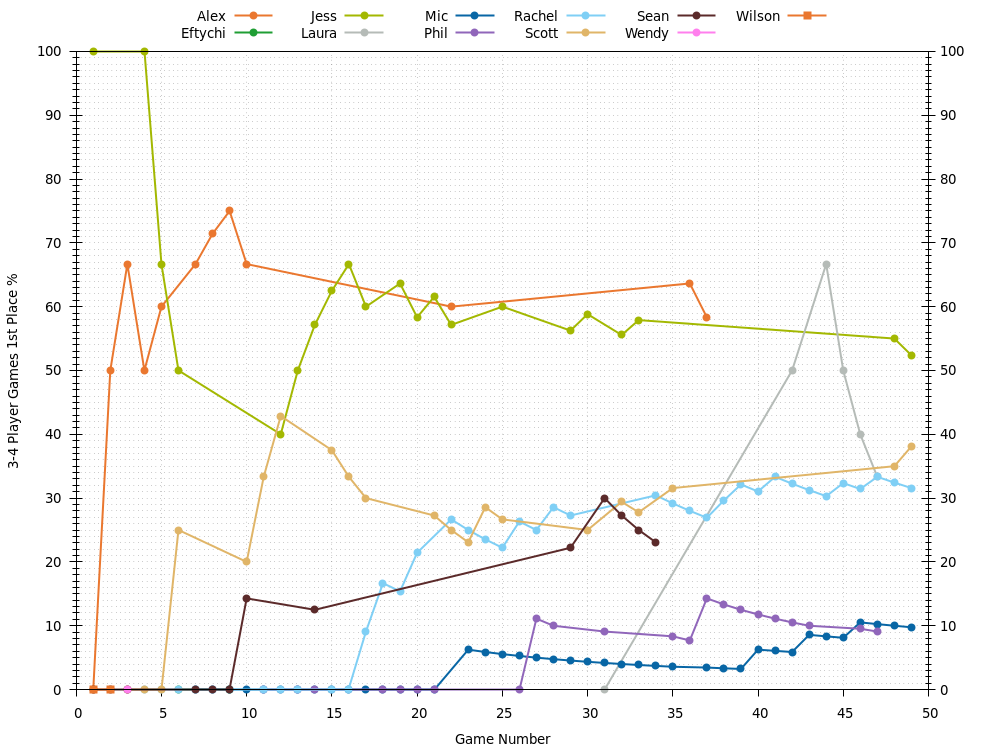 Alex Jess Mic Rachel Sean Wilson
Eftychi Laura Phil Scott Wendy
100 100
90 90
80 80
70 70
60 60
50 50
40 40
30 30
20 20
10 10
0 0
0 5 10 15 20 25 30 35 40 45 50
3-4 Player Games 1st Place %
Game Number